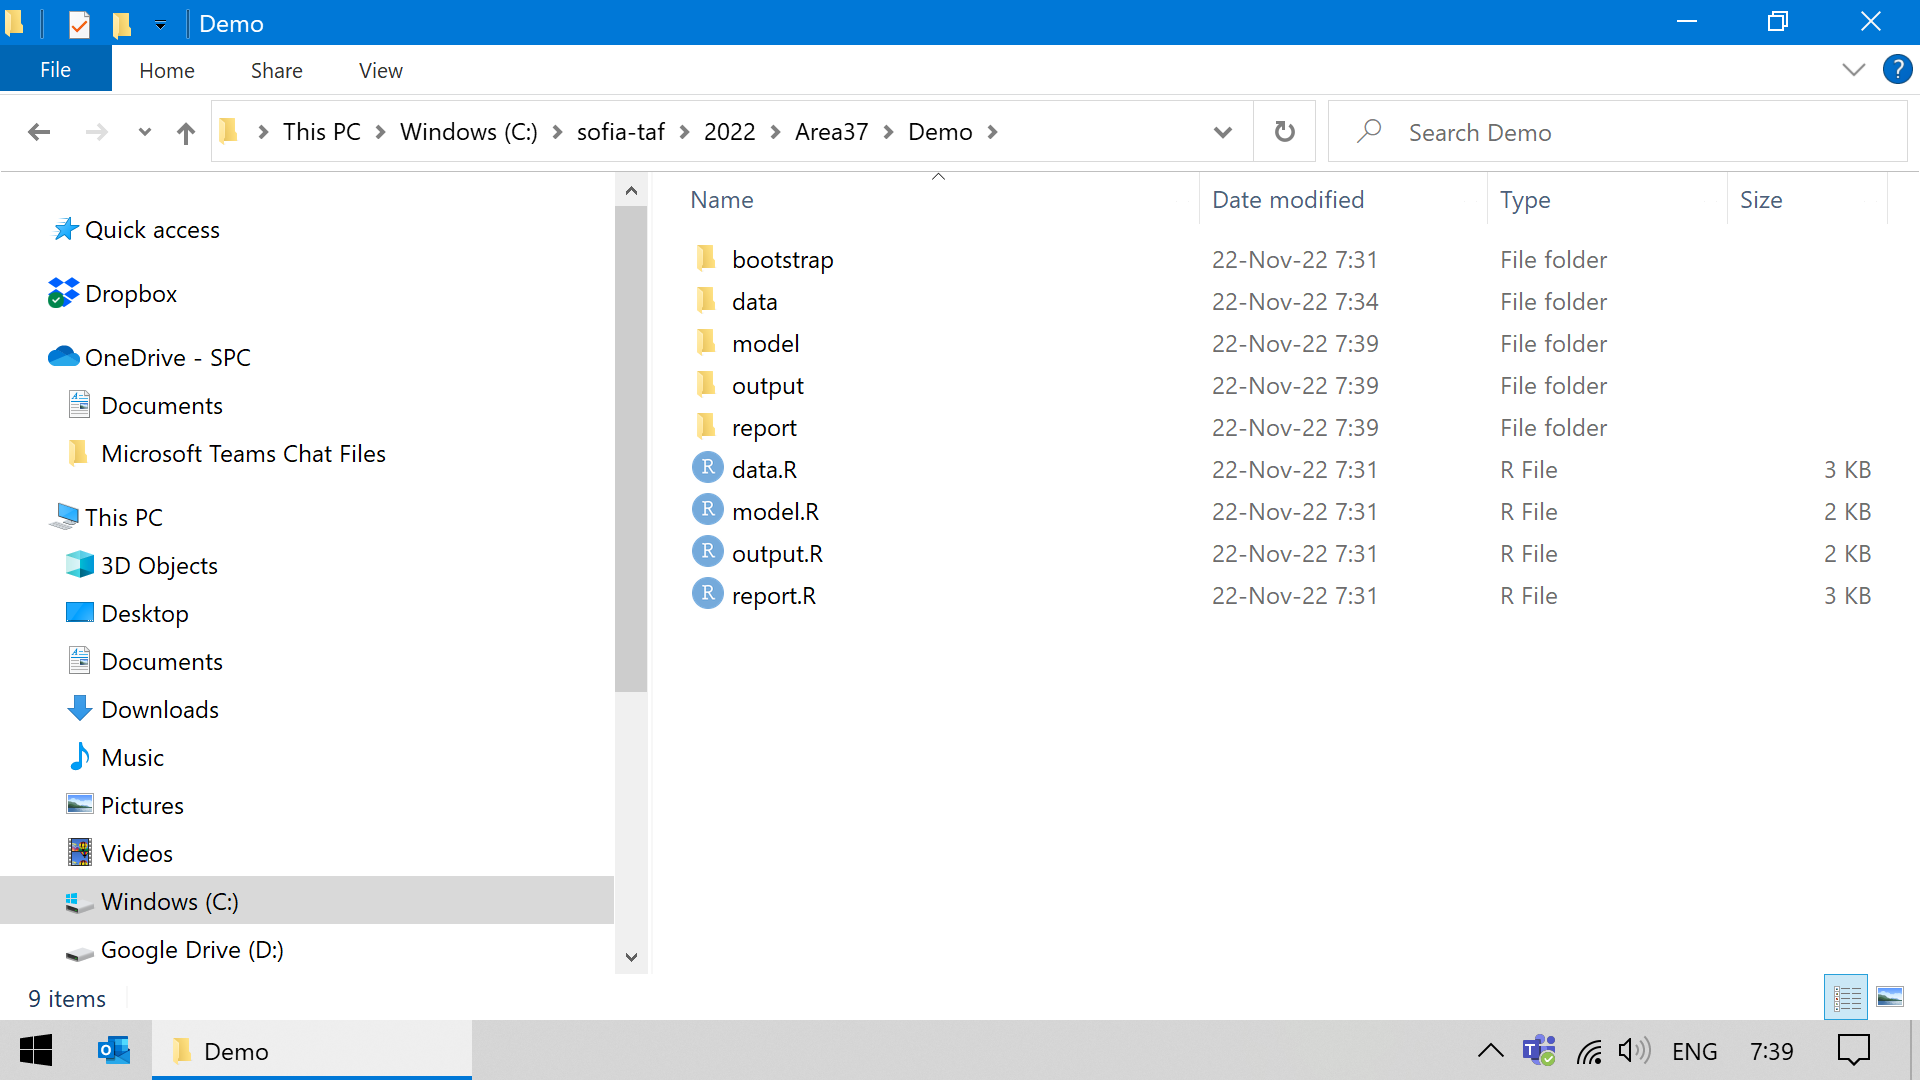 Demo
File Home Share View ?
This PC Windows (C:) sofia-taf 2022 Area37 Demo Search Demo
Name Date modified Type Size
Quick access
Dropbox
OneDrive - SPC
Documents
Microsoft Teams Chat Files
This PC
3D Objects
Desktop
Documents
Downloads
Music
Pictures
Videos
Windows (C:)
Google Drive (D:)
bootstrap 22-Nov-22 7:31 File folder
data 22-Nov-22 7:34 File folder
model 22-Nov-22 7:39 File folder
output 22-Nov-22 7:39 File folder
report 22-Nov-22 7:39 File folder
R data.R 22-Nov-22 7:31 R File 3 KB
R model.R 22-Nov-22 7:31 R File 2 KB
R output.R 22-Nov-22 7:31 R File 2 KB
R report.R 22-Nov-22 7:31 R File 3 KB
9 items
Demo ENG 7:39